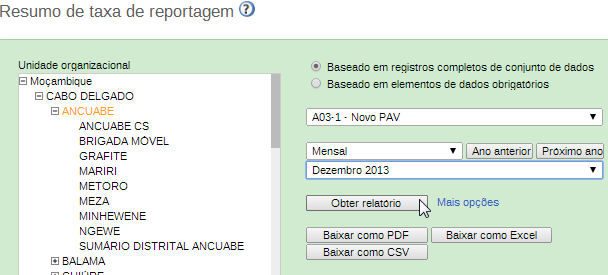 Resumo de taxa de reportagem
Unidade organizacional
Moçambique
CABO DELGADO
ANCUABE
ANCUABE CS
BRIGADA MÓVEL
GRAFITE
MARIRI
METORO
MEZA
MINHEWENE
NGEWE
SUMÁRIO DISTRITAL ANCUABE
BALAMA
CHIÚRE
Baseado em registros completos de conjunto de dados
Baseado em elementos de dados obrigatórios
A03-1 - Novo PAV
Mensal Ano anterior Próximo ano
Dezembro 2013
Obter relatório Mais opções
Baixar como PDF Baixar como Excel
Baixar como CSV